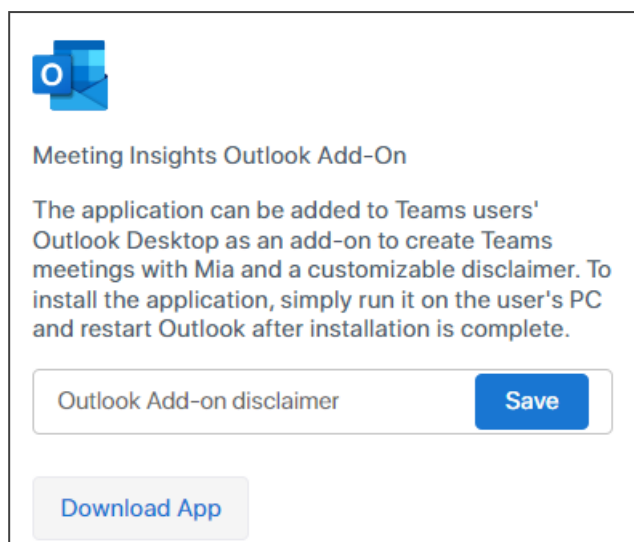 O
Meeting Insights Outlook Add-On
The application can be added to Teams users'
Outlook Desktop as an add-on to create Teams
meetings with Mia and a customizable disclaimer. To
install the application, simply run it on the user's PC
and restart Outlook after installation is complete.
Outlook Add-on disclaimer Save
Download App